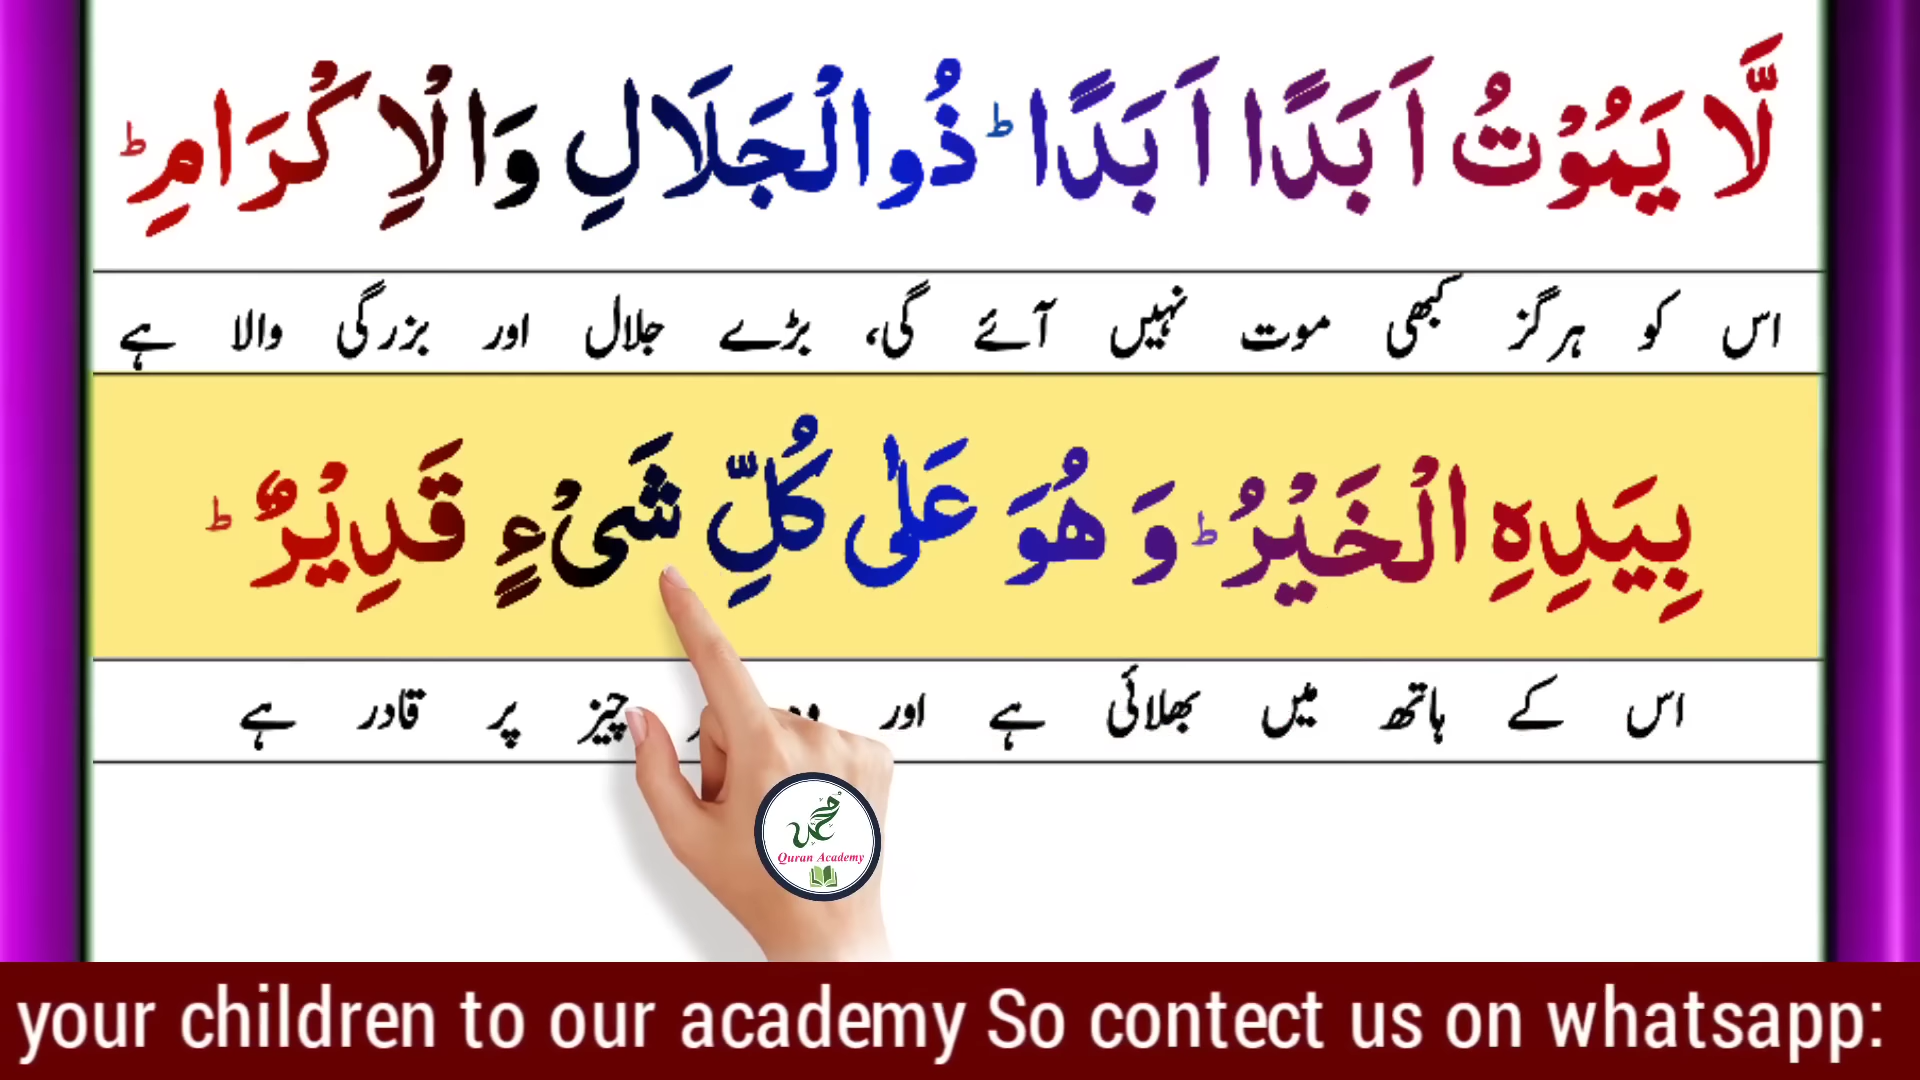 لَّا يَمُوْتُ اَبَدًا اَبَدًا ؕ ذُوالْجَلَالِ وَالْاِكْرَامِ ؕ
اس کو ہرگز کبھی موت نہیں آئے گی، بڑے جلال اور بزرگی والا ہے
بِيَدِهِ الْخَيْرُ ؕ وَ هُوَ عَلٰى كُلِّ شَىْءٍ قَدِيْرٌ ؕ
اس کے ہاتھ میں بھلائی ہے اور چیز پر قادر ہے
محمد
Quran Academy
your children to our academy So contect us on whatsapp: